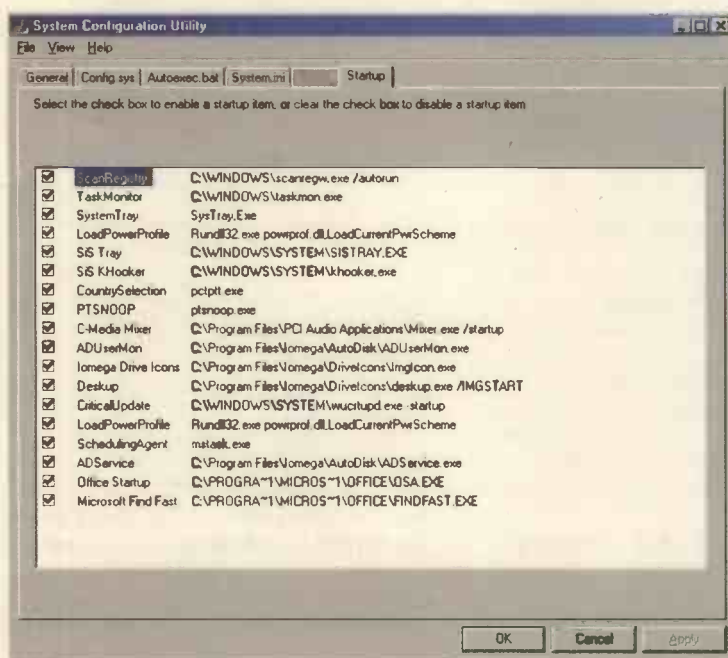 System Configuration Utility
File View Help
General Config.sys Autoexec.bat System.ini Startup
Select the check box to enable a startup item, or clear the check box to disable a startup item
ScanRegistry C:\WINDOWS\scanregw.exe /autorun
TaskMonitor C:\WINDOWS\taskmon.exe
SystemTray SysTray.Exe
LoadPowerProfile Rundll32.exe powrprof.dll,LoadCurrentPwrScheme
SiS Tray C:\WINDOWS\SYSTEM\SISTRAY.EXE
SiS KHooker C:\WINDOWS\SYSTEM\khooker.exe
CountrySelection pctptt.exe
PTSNOOP ptsnoop.exe
C-Media Mixer C:\Program Files\PCI Audio Applications\Mixer.exe /startup
ADUserMon C:\Program Files\Iomega\AutoDisk\ADUserMon.exe
Iomega Drive Icons C:\Program Files\Iomega\DriveIcons\ImgIcon.exe
Deskup C:\Program Files\Iomega\DriveIcons\deskup.exe /IMGSTART
CriticalUpdate C:\WINDOWS\SYSTEM\wucrtupd.exe -startup
LoadPowerProfile Rundll32.exe powrprof.dll,LoadCurrentPwrScheme
SchedulingAgent mstask.exe
ADService C:\Program Files\Iomega\AutoDisk\ADService.exe
Office Startup C:\PROGRA~1\MICROS~1\OFFICE\OSA.EXE
Microsoft Find Fast C:\PROGRA~1\MICROS~1\OFFICE\FINDFAST.EXE
OK Cancel Apply